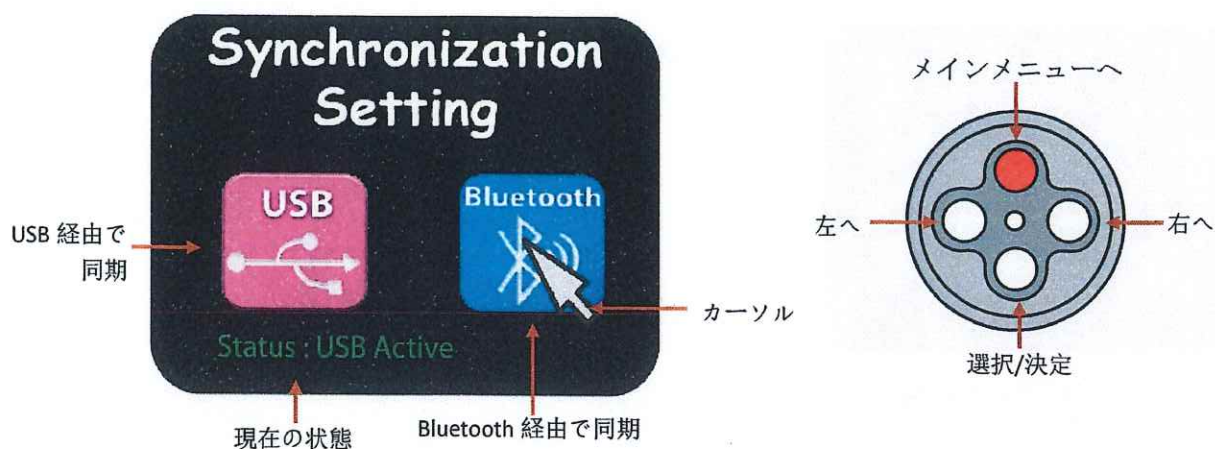 Synchronization
Setting
USB
Bluetooth
Status : USB Active
USB 経由で
同期
カーソル
現在の状態
Bluetooth 経由で同期
メインメニューへ
左へ
右へ
選択/決定